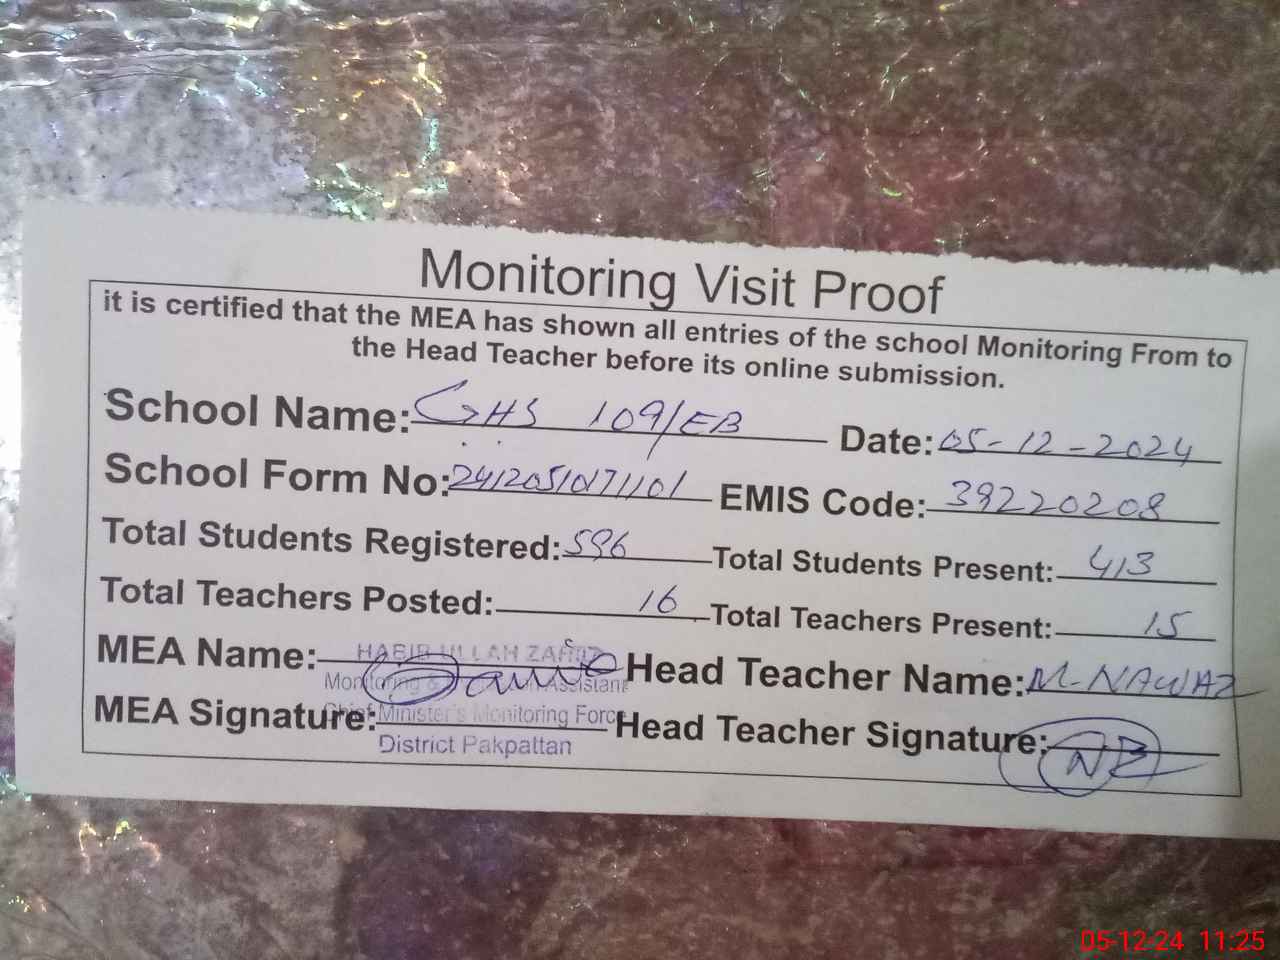 Monitoring Visit Proof
it is certified that the MEA has shown all entries of the school Monitoring From to
the Head Teacher before its online submission.
School Name: GHS 109/EB Date: 05-12-2024
School Form No: 24120510171101 EMIS Code: 39220208
Total Students Registered: 596 Total Students Present: 413
Total Teachers Posted: 16 Total Teachers Present: 15
MEA Name: HABIB ULLAH Head Teacher Name: M-NAWAZ
Monitoring & Assistant
MEA Signature: Chief Minister's Monitoring Force Head Teacher Signature:
District Pakpattan
05-12-24 11:25